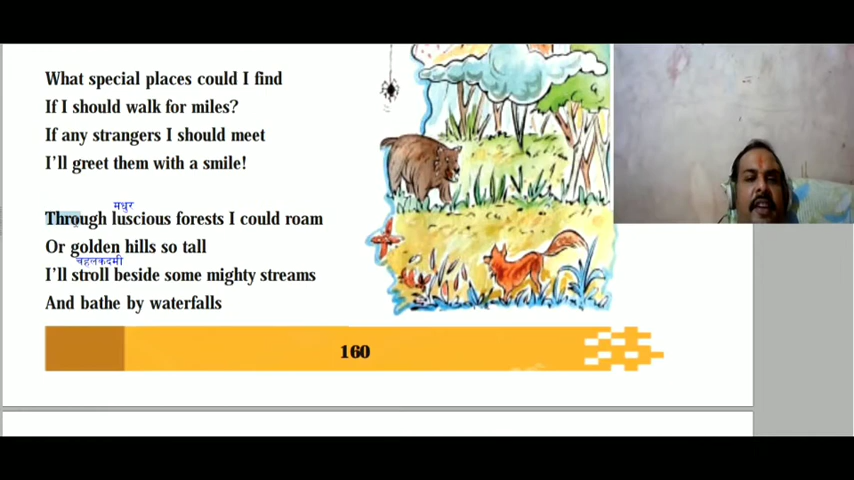 What special places could I find
If I should walk for miles?
If any strangers I should meet
I'll greet them with a smile!
मधुर
Through luscious forests I could roam
Or golden hills so tall
चहलकदमी
I'll stroll beside some mighty streams
And bathe by waterfalls
160